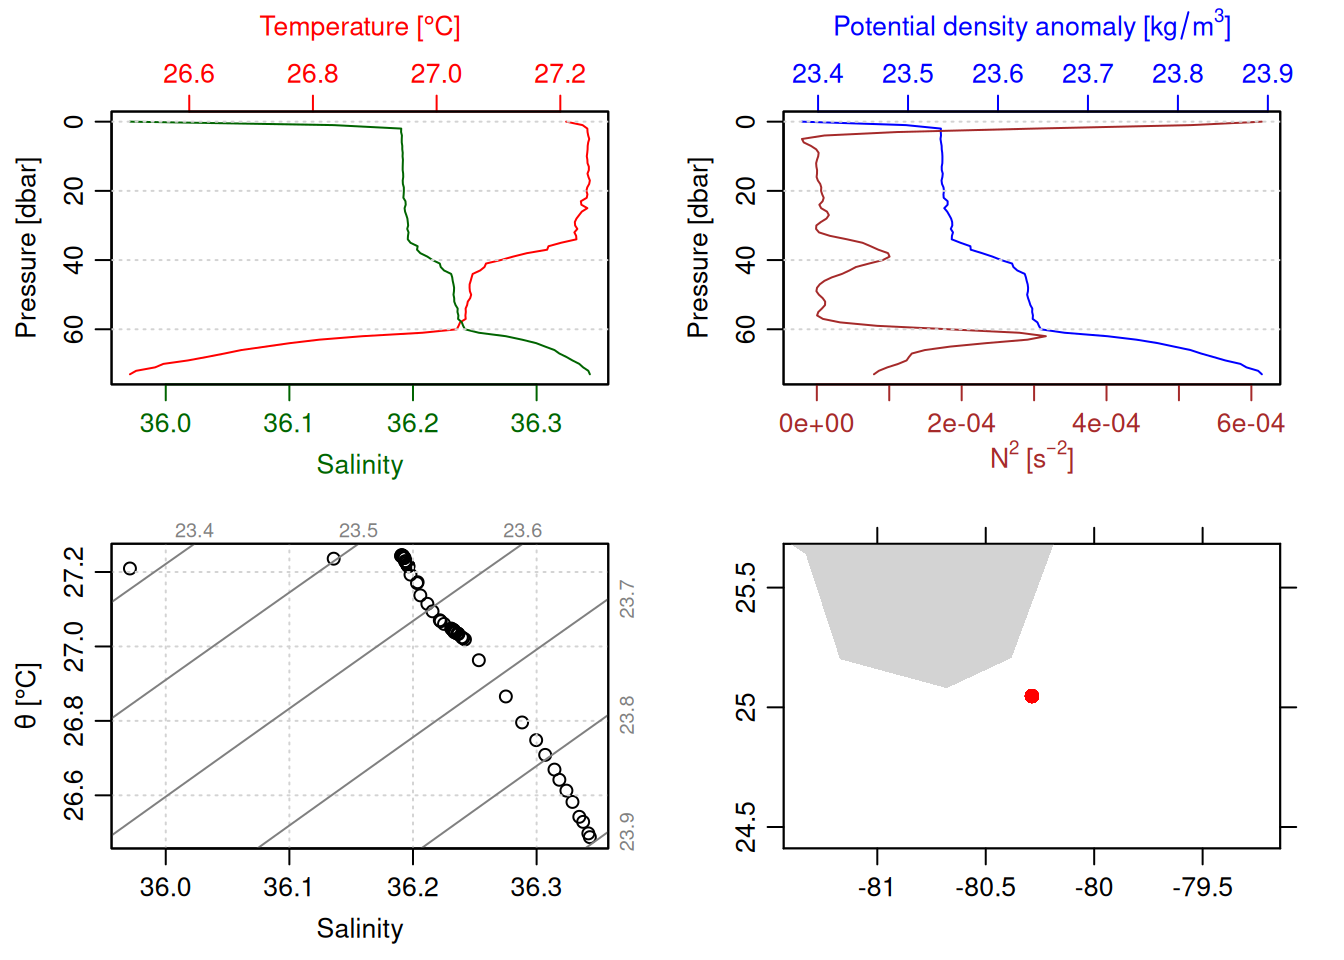 Temperature [°C]
26.6 26.8 27.0 27.2
Pressure [dbar]
0 20 40 60
36.0 36.1 36.2 36.3
Salinity
Potential density anomaly [kg/m³]
23.4 23.5 23.6 23.7 23.8 23.9
Pressure [dbar]
0 20 40 60
0e+00 2e-04 4e-04 6e-04
N² [s⁻²]
23.4 23.5 23.6
23.7
23.8
23.9
θ [°C]
27.2 27.0 26.8 26.6
36.0 36.1 36.2 36.3
Salinity
25.5 25 24.5
-81 -80.5 -80 -79.5